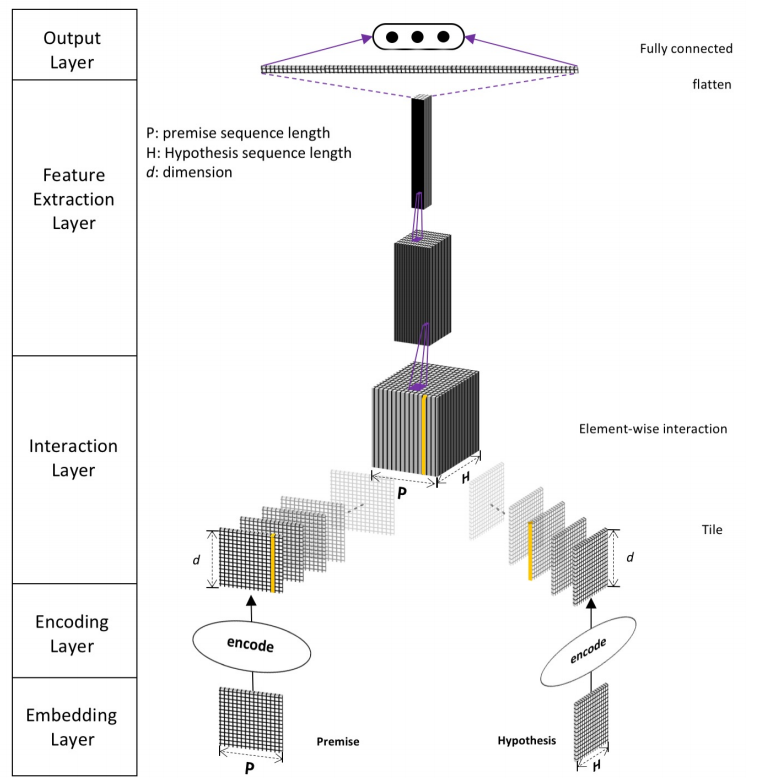 Output
Layer
Fully connected
flatten
P: premise sequence length
H: Hypothesis sequence length
d: dimension
Feature
Extraction
Layer
Interaction
Layer
Element-wise interaction
P
H
Tile
d
d
Encoding
Layer
encode
encode
Embedding
Layer
Premise
Hypothesis
P
H